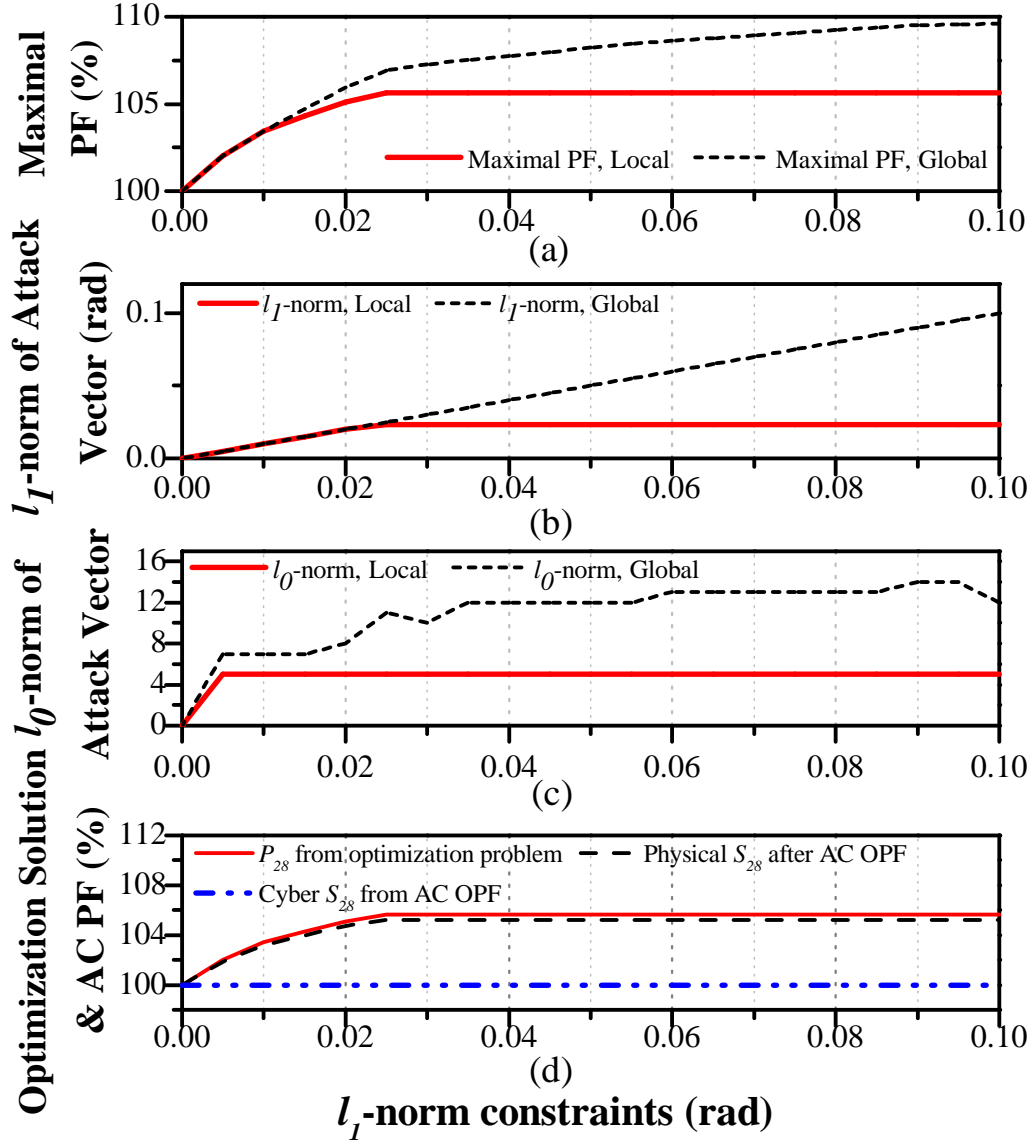 Maximal
PF (%)
110
105
100
Maximal PF, Local
Maximal PF, Global
0.00 0.02 0.04 0.06 0.08 0.10
(a)
l1-norm of Attack
Vector (rad)
0.1
0.0
l1-norm, Local
l1-norm, Global
0.00 0.02 0.04 0.06 0.08 0.10
(b)
l0-norm of
Attack Vector
16
12
8
4
0
l0-norm, Local
l0-norm, Global
0.00 0.02 0.04 0.06 0.08 0.10
(c)
Optimization Solution
& AC PF (%)
112
108
104
100
P28 from optimization problem
Physical S28 after AC OPF
Cyber S28 from AC OPF
0.00 0.02 0.04 0.06 0.08 0.10
(d)
l1-norm constraints (rad)